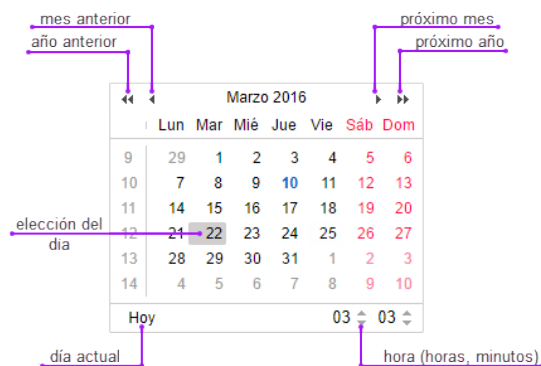 mes anterior
próximo mes
año anterior
próximo año
Marzo 2016
Lun Mar Mié Jue Vie Sáb Dom
9 29 1 2 3 4 5 6
10 7 8 9 10 11 12 13
11 14 15 16 17 18 19 20
elección del
dia
12 21 22 23 24 25 26 27
13 28 29 30 31 1 2 3
14 4 5 6 7 8 9 10
Hoy 03 03
día actual
hora (horas, minutos)